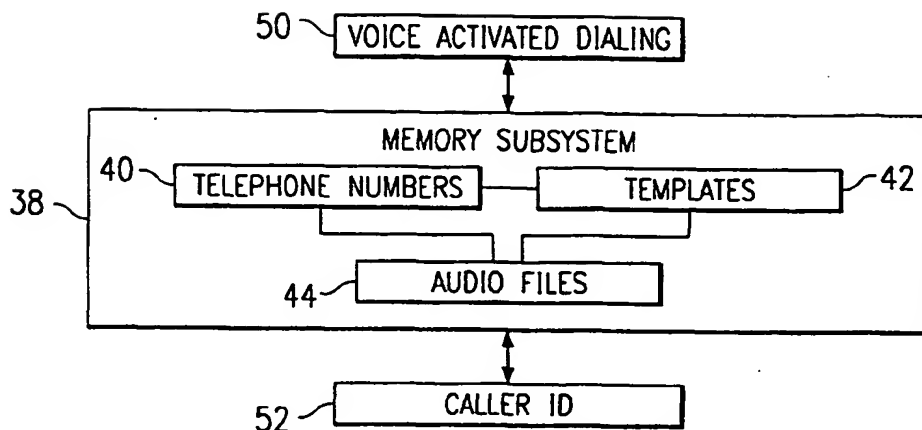 50 VOICE ACTIVATED DIALING
MEMORY SUBSYSTEM
40 TELEPHONE NUMBERS TEMPLATES 42
38
44 AUDIO FILES
52 CALLER ID